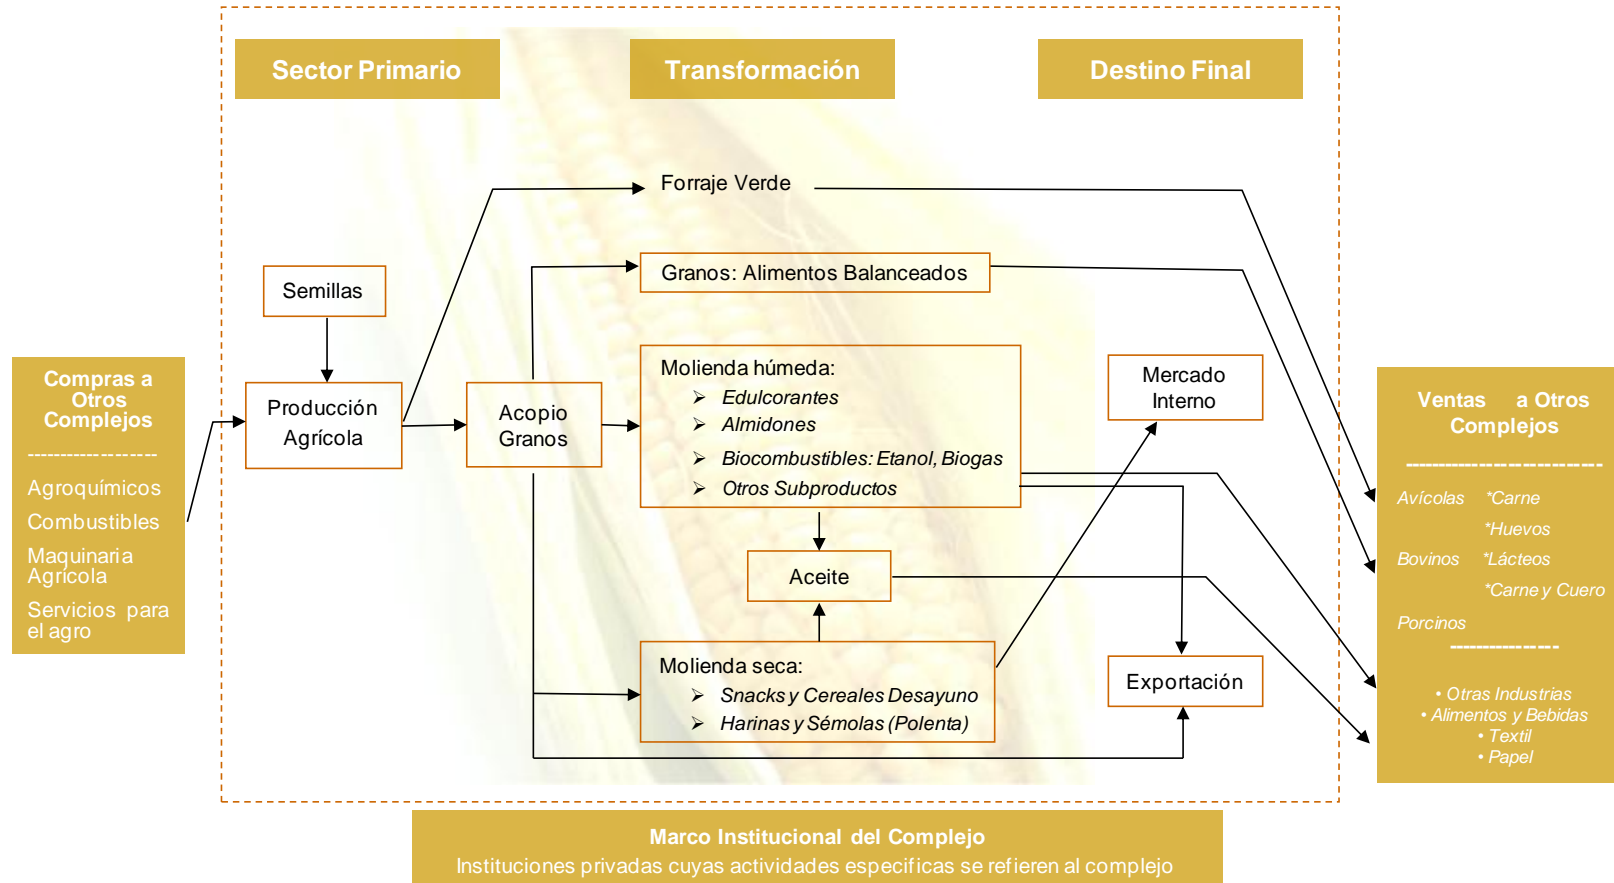 Sector Primario
Transformación
Destino Final
Forraje Verde
Granos: Alimentos Balanceados
Semillas
Compras a
Otros
Complejos
-------------------
Agroquímicos
Combustibles
Maquinaria
Agrícola
Servicios para
el agro
Producción
Agrícola
Acopio
Granos
Molienda húmeda:
➢ Edulcorantes
➢ Almidones
➢ Biocombustibles: Etanol, Biogas
➢ Otros Subproductos
Aceite
Molienda seca:
➢ Snacks y Cereales Desayuno
➢ Harinas y Sémolas (Polenta)
Mercado
Interno
Exportación
Ventas a Otros
Complejos
-----------------------------
Avícolas *Carne
*Huevos
Bovinos *Lácteos
*Carne y Cuero
Porcinos
----------------
• Otras Industrias
• Alimentos y Bebidas
• Textil
• Papel
Marco Institucional del Complejo
Instituciones privadas cuyas actividades especificas se refieren al complejo